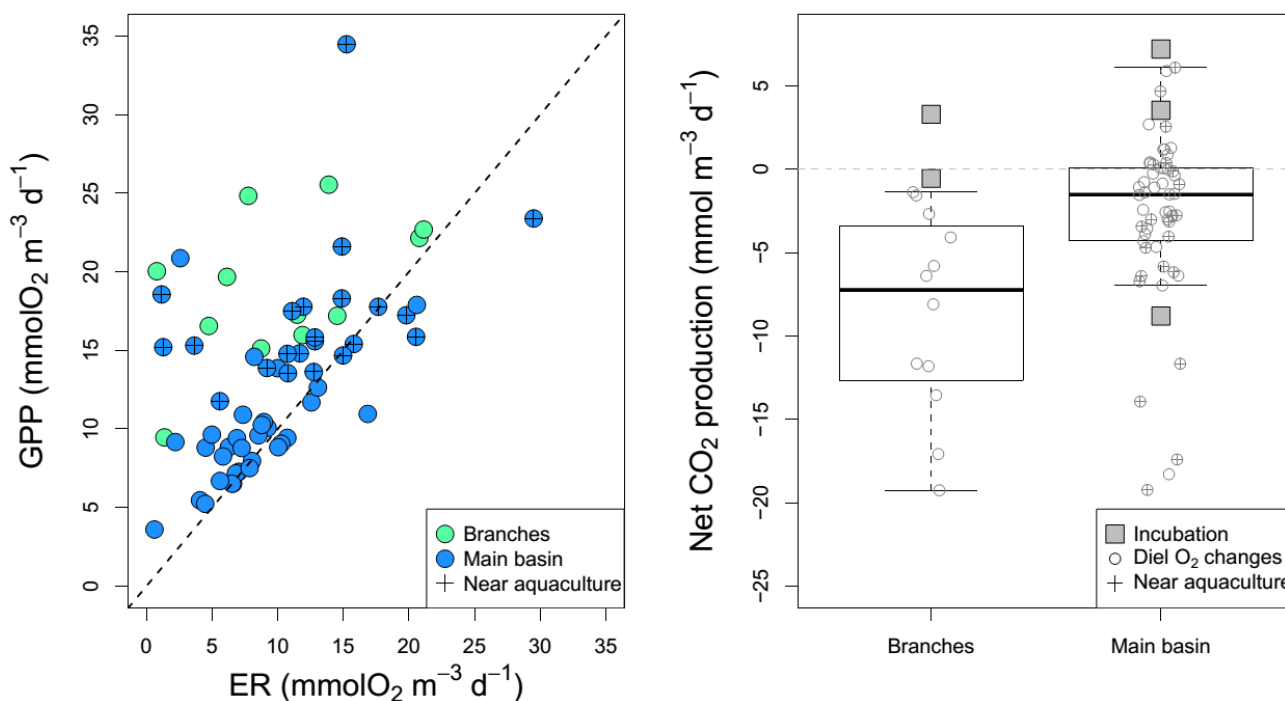 GPP (mmolO₂ m⁻³ d⁻¹)
35
30
25
20
15
10
5
0
Branches
Main basin
Near aquaculture
0 5 10 15 20 25 30 35
ER (mmolO₂ m⁻³ d⁻¹)
Net CO₂ production (mmol m⁻³ d⁻¹)
5
0
−5
−10
−15
−20
−25
Incubation
Diel O₂ changes
Near aquaculture
Branches Main basin